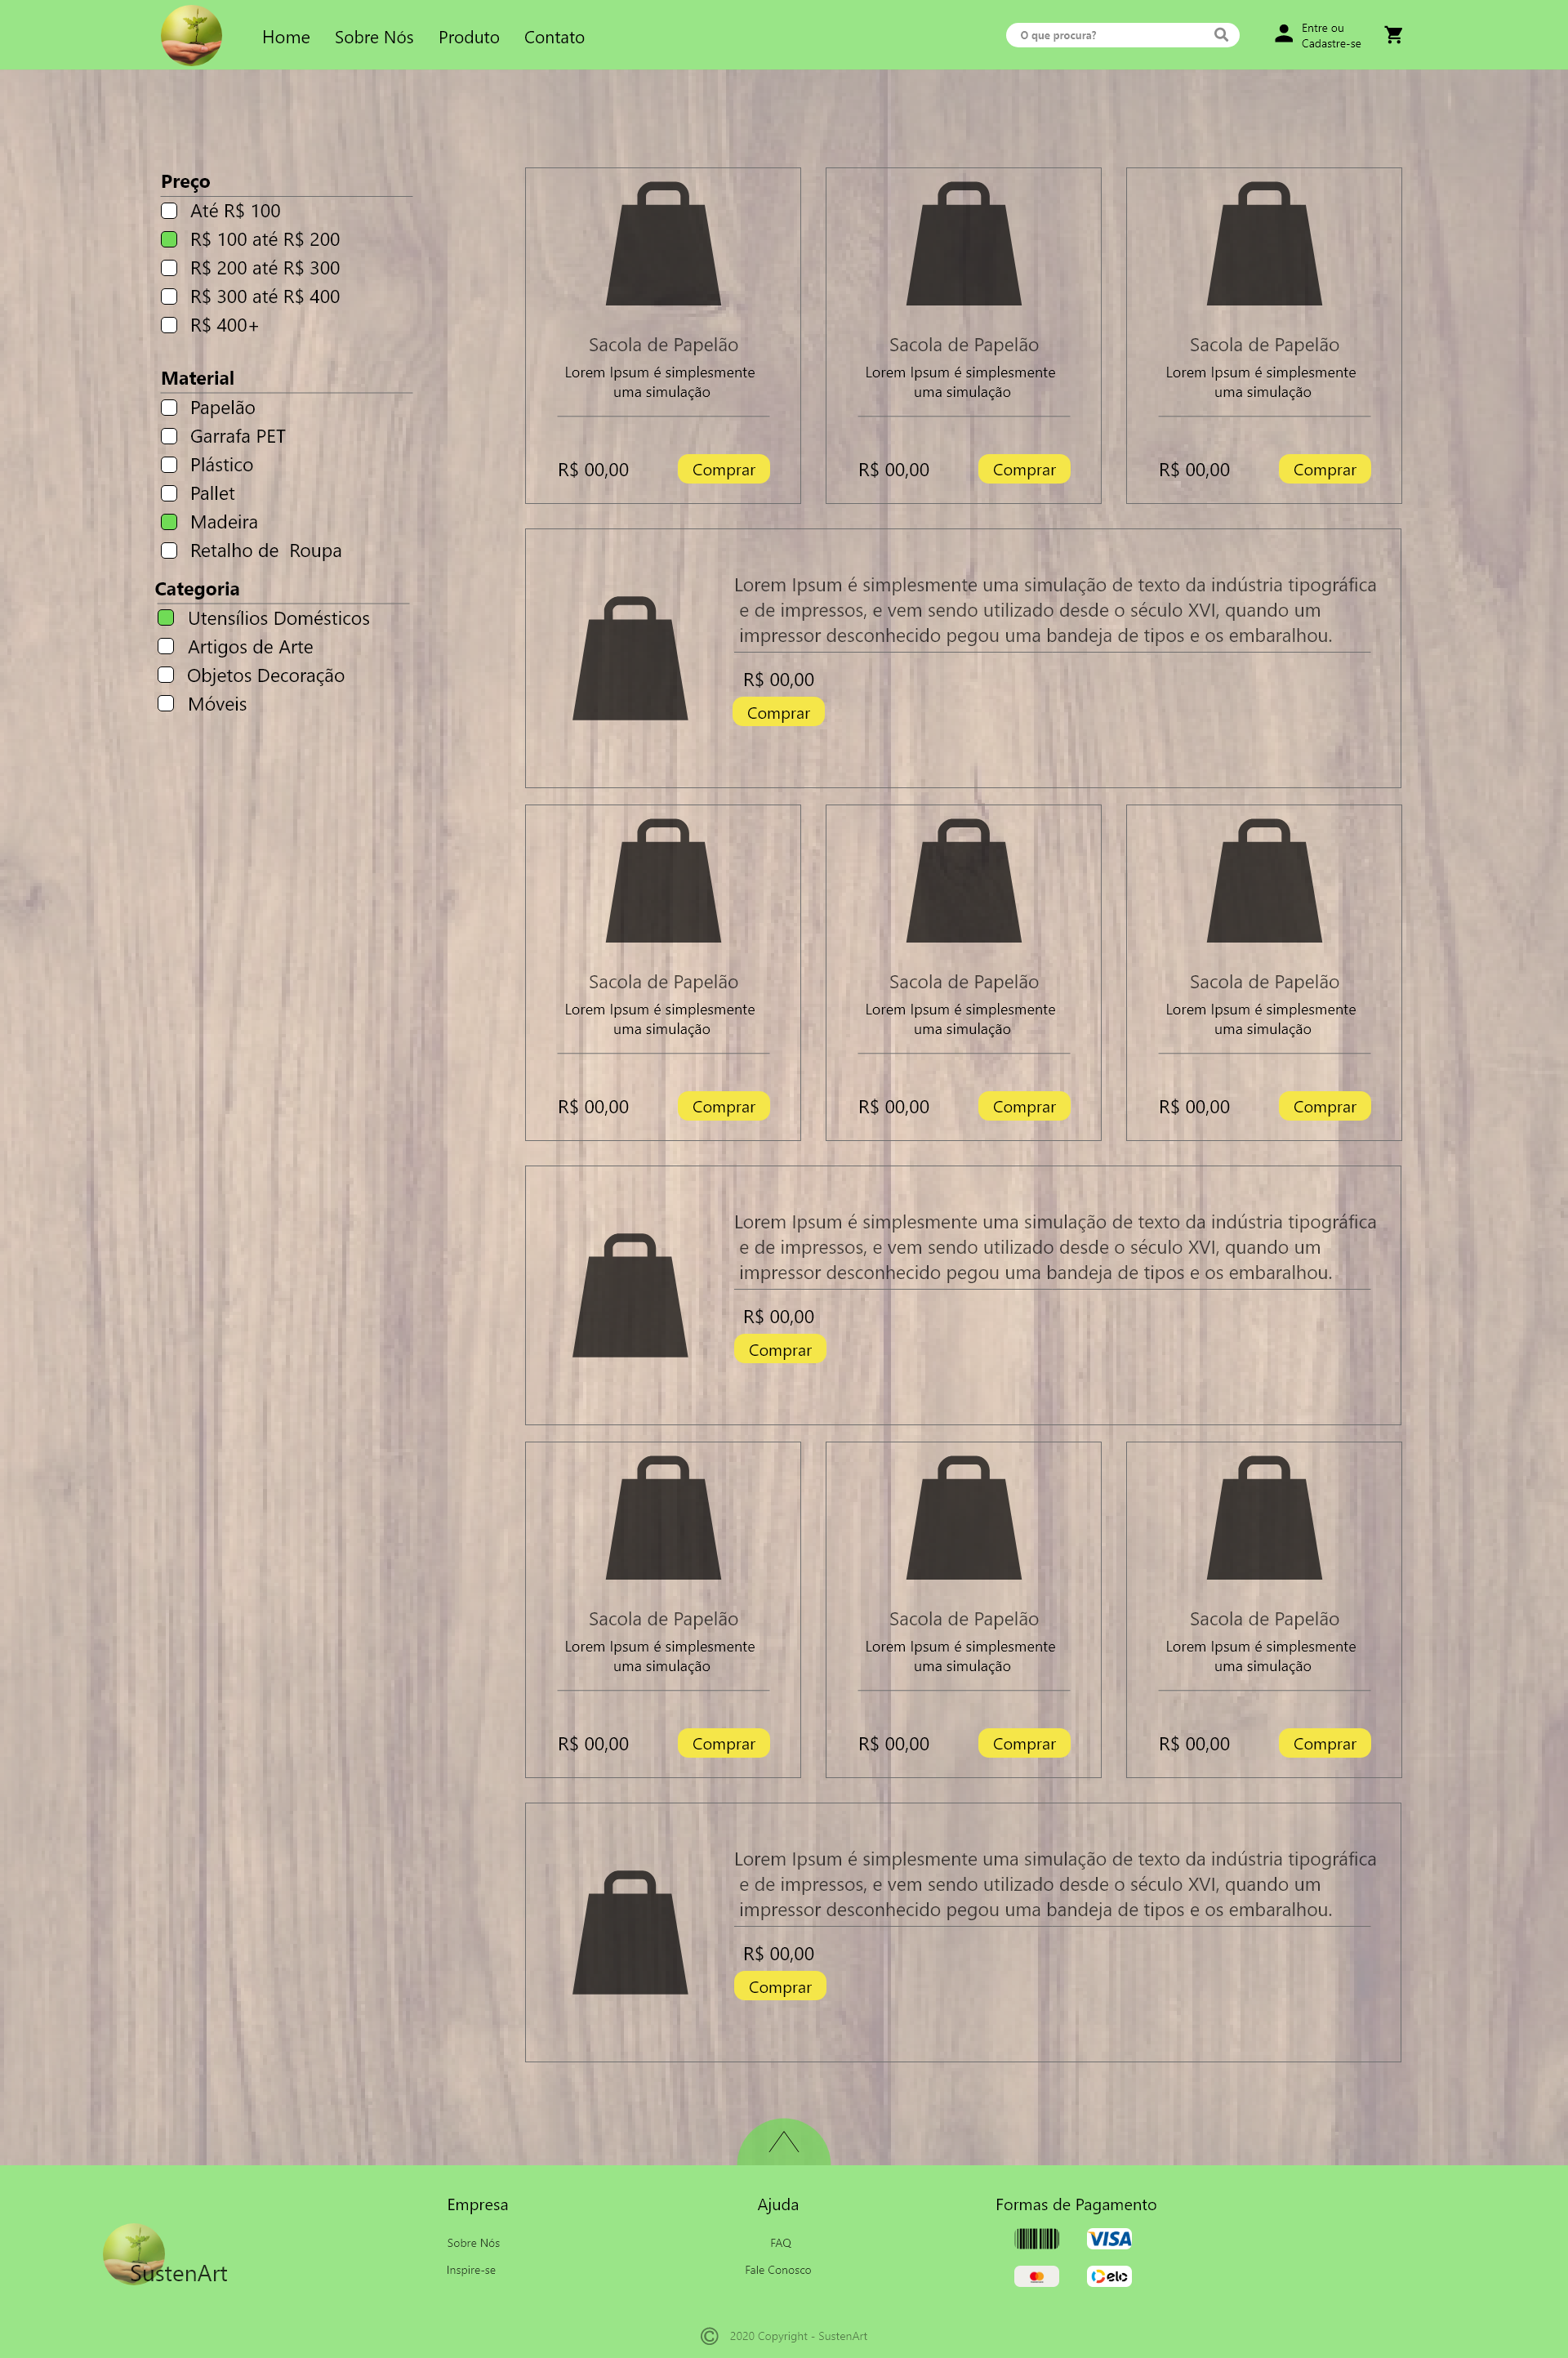 Home Sobre Nós Produto Contato
O que procura?
Entre ou
Cadastre-se
Preço
Até R$ 100
R$ 100 até R$ 200
R$ 200 até R$ 300
R$ 300 até R$ 400
R$ 400+
Material
Papelão
Garrafa PET
Plástico
Pallet
Madeira
Retalho de  Roupa
Categoria
Utensílios Domésticos
Artigos de Arte
Objetos Decoração
Móveis
Sacola de Papelão
Lorem Ipsum é simplesmente
uma simulação
R$ 00,00 Comprar
Sacola de Papelão
Lorem Ipsum é simplesmente
uma simulação
R$ 00,00 Comprar
Sacola de Papelão
Lorem Ipsum é simplesmente
uma simulação
R$ 00,00 Comprar
Lorem Ipsum é simplesmente uma simulação de texto da indústria tipográfica
e de impressos, e vem sendo utilizado desde o século XVI, quando um
impressor desconhecido pegou uma bandeja de tipos e os embaralhou.
R$ 00,00
Comprar
Sacola de Papelão
Lorem Ipsum é simplesmente
uma simulação
R$ 00,00 Comprar
Sacola de Papelão
Lorem Ipsum é simplesmente
uma simulação
R$ 00,00 Comprar
Sacola de Papelão
Lorem Ipsum é simplesmente
uma simulação
R$ 00,00 Comprar
Lorem Ipsum é simplesmente uma simulação de texto da indústria tipográfica
e de impressos, e vem sendo utilizado desde o século XVI, quando um
impressor desconhecido pegou uma bandeja de tipos e os embaralhou.
R$ 00,00
Comprar
Sacola de Papelão
Lorem Ipsum é simplesmente
uma simulação
R$ 00,00 Comprar
Sacola de Papelão
Lorem Ipsum é simplesmente
uma simulação
R$ 00,00 Comprar
Sacola de Papelão
Lorem Ipsum é simplesmente
uma simulação
R$ 00,00 Comprar
Lorem Ipsum é simplesmente uma simulação de texto da indústria tipográfica
e de impressos, e vem sendo utilizado desde o século XVI, quando um
impressor desconhecido pegou uma bandeja de tipos e os embaralhou.
R$ 00,00
Comprar
SustenArt
Empresa
Sobre Nós
Inspire-se
Ajuda
FAQ
Fale Conosco
Formas de Pagamento
VISA
elo
© 2020 Copyright - SustenArt